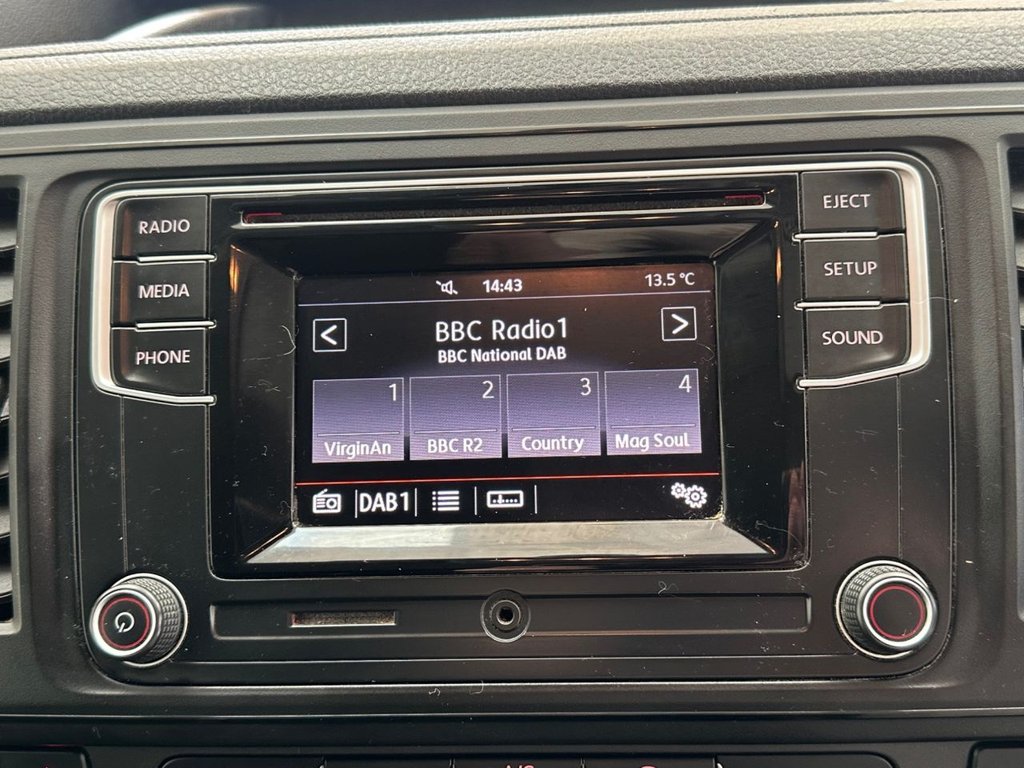 RADIO
MEDIA
PHONE
EJECT
SETUP
SOUND
14:43 13.5 °C
< BBC Radio1 >
BBC National DAB
1 2 3 4
VirginAn BBC R2 Country Mag Soul
DAB1
A/C